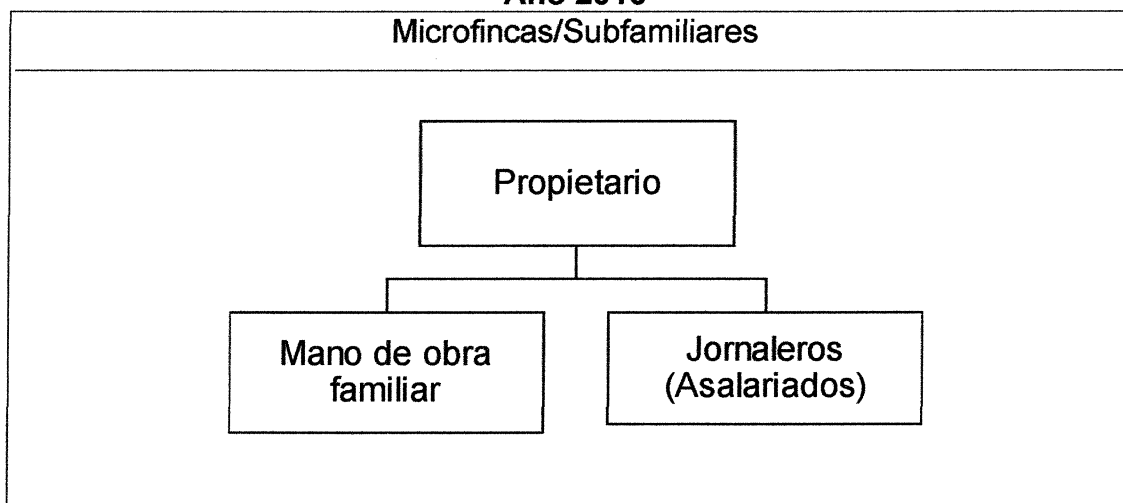 Microfincas/Subfamiliares
Propietario
Mano de obra
familiar
Jornaleros
(Asalariados)